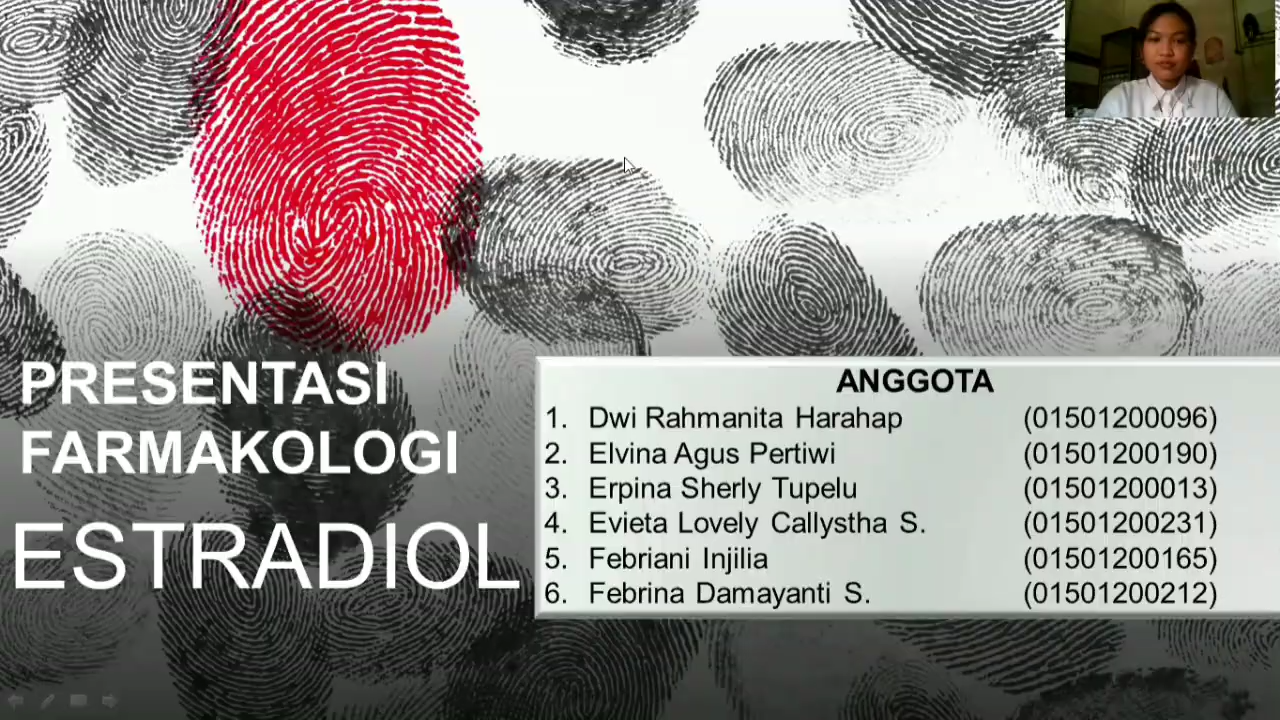 PRESENTASI
FARMAKOLOGI
ESTRADIOL
ANGGOTA
1. Dwi Rahmanita Harahap (01501200096)
2. Elvina Agus Pertiwi (01501200190)
3. Erpina Sherly Tupelu (01501200013)
4. Evieta Lovely Callystha S. (01501200231)
5. Febriani Injilia (01501200165)
6. Febrina Damayanti S. (01501200212)